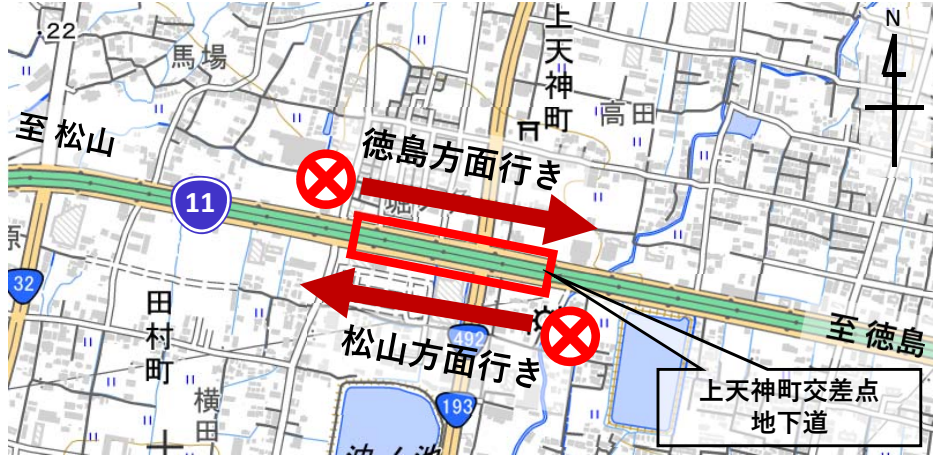 22
馬場
上天神町
高田
N
至 松山
徳島方面行き
11
原
32
田村町
横田
松山方面行き
492
193
至 徳島
上天神町交差点
地下道